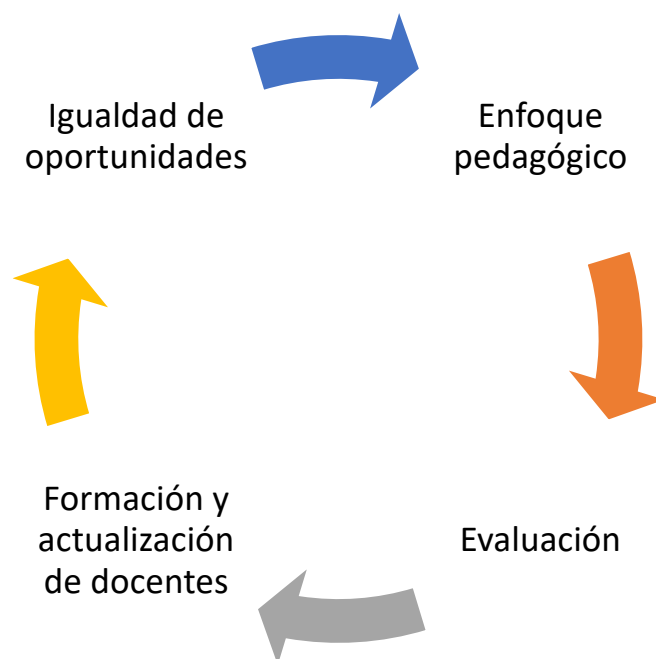 Igualdad de
oportunidades
Enfoque
pedagógico
Formación y
actualización
de docentes
Evaluación